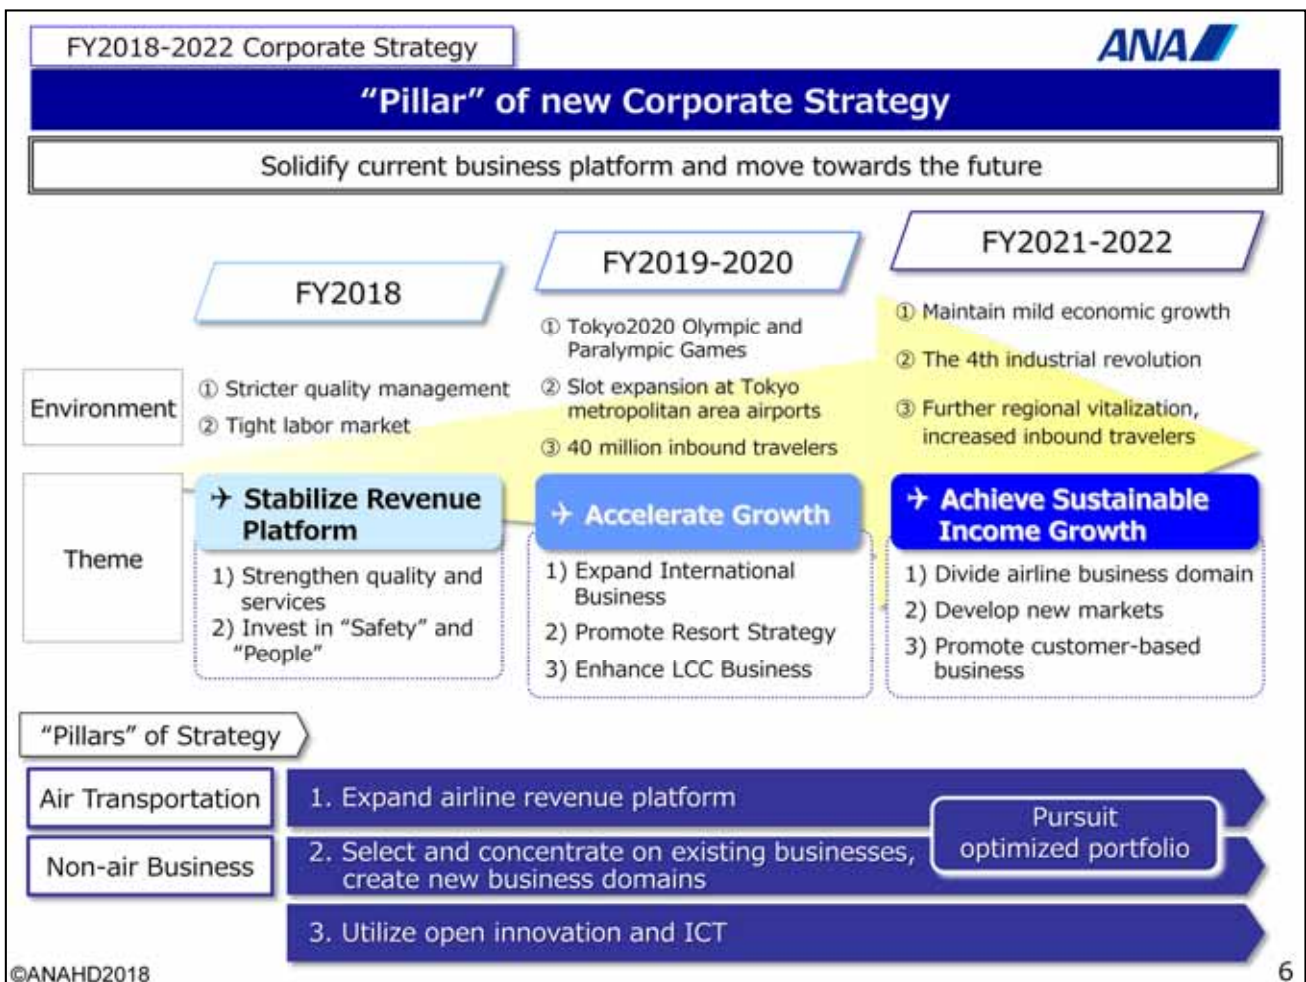 FY2018-2022 Corporate Strategy
ANA
“Pillar” of new Corporate Strategy
Solidify current business platform and move towards the future
FY2018
FY2019-2020
FY2021-2022
Environment
① Stricter quality management
② Tight labor market
① Tokyo2020 Olympic and
Paralympic Games
② Slot expansion at Tokyo
metropolitan area airports
③ 40 million inbound travelers
① Maintain mild economic growth
② The 4th industrial revolution
③ Further regional vitalization,
increased inbound travelers
Theme
✈ Stabilize Revenue
Platform
1) Strengthen quality and
services
2) Invest in “Safety” and
“People”
✈ Accelerate Growth
1) Expand International
Business
2) Promote Resort Strategy
3) Enhance LCC Business
✈ Achieve Sustainable
Income Growth
1) Divide airline business domain
2) Develop new markets
3) Promote customer-based
business
“Pillars” of Strategy
Air Transportation
1. Expand airline revenue platform
Non-air Business
2. Select and concentrate on existing businesses,
create new business domains
Pursuit
optimized portfolio
3. Utilize open innovation and ICT
©ANAHD2018
6